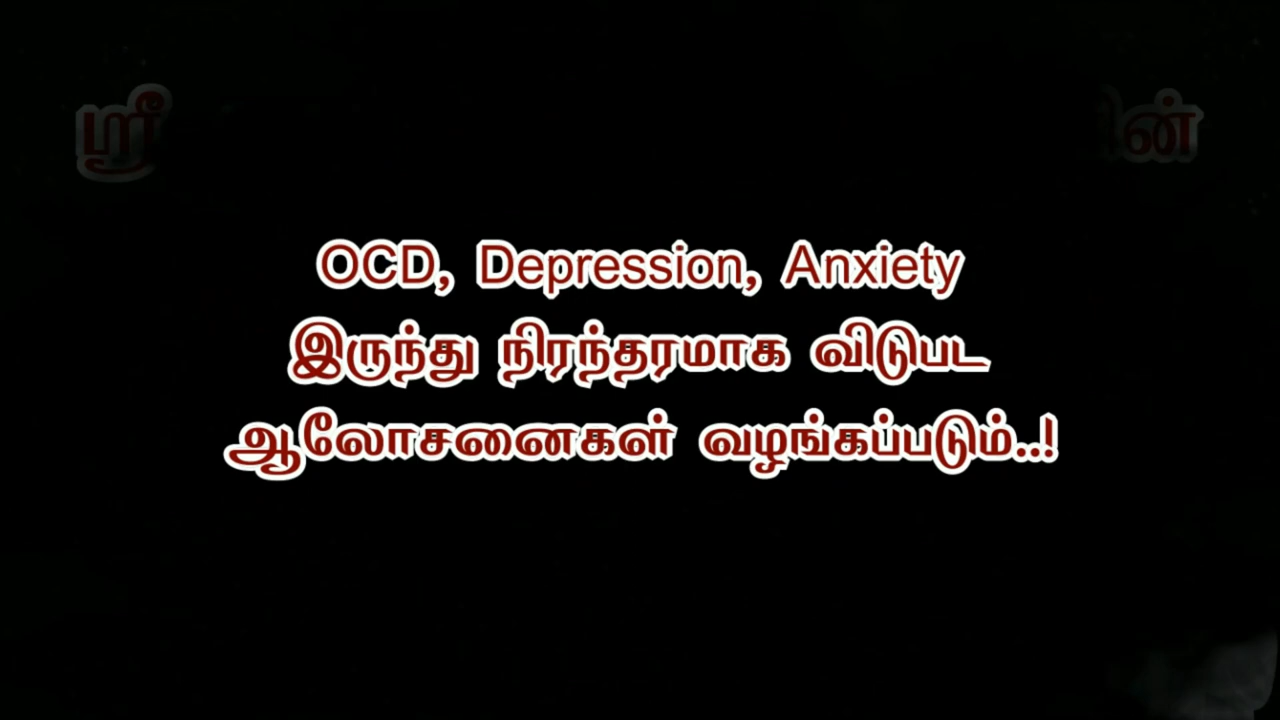 OCD, Depression, Anxiety
இருந்து நிரந்தரமாக விடுபட
ஆலோசனைகள் வழங்கப்படும்..!